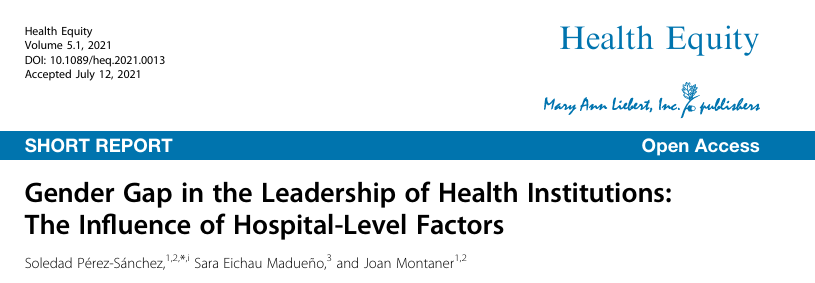 Health Equity
Volume 5.1, 2021
DOI: 10.1089/heq.2021.0013
Accepted July 12, 2021
Health Equity
Mary Ann Liebert, Inc. publishers
SHORT REPORT
Open Access
Gender Gap in the Leadership of Health Institutions:
The Influence of Hospital-Level Factors
Soledad Pérez-Sánchez,1,2,*,i Sara Eichau Madueño,3 and Joan Montaner1,2